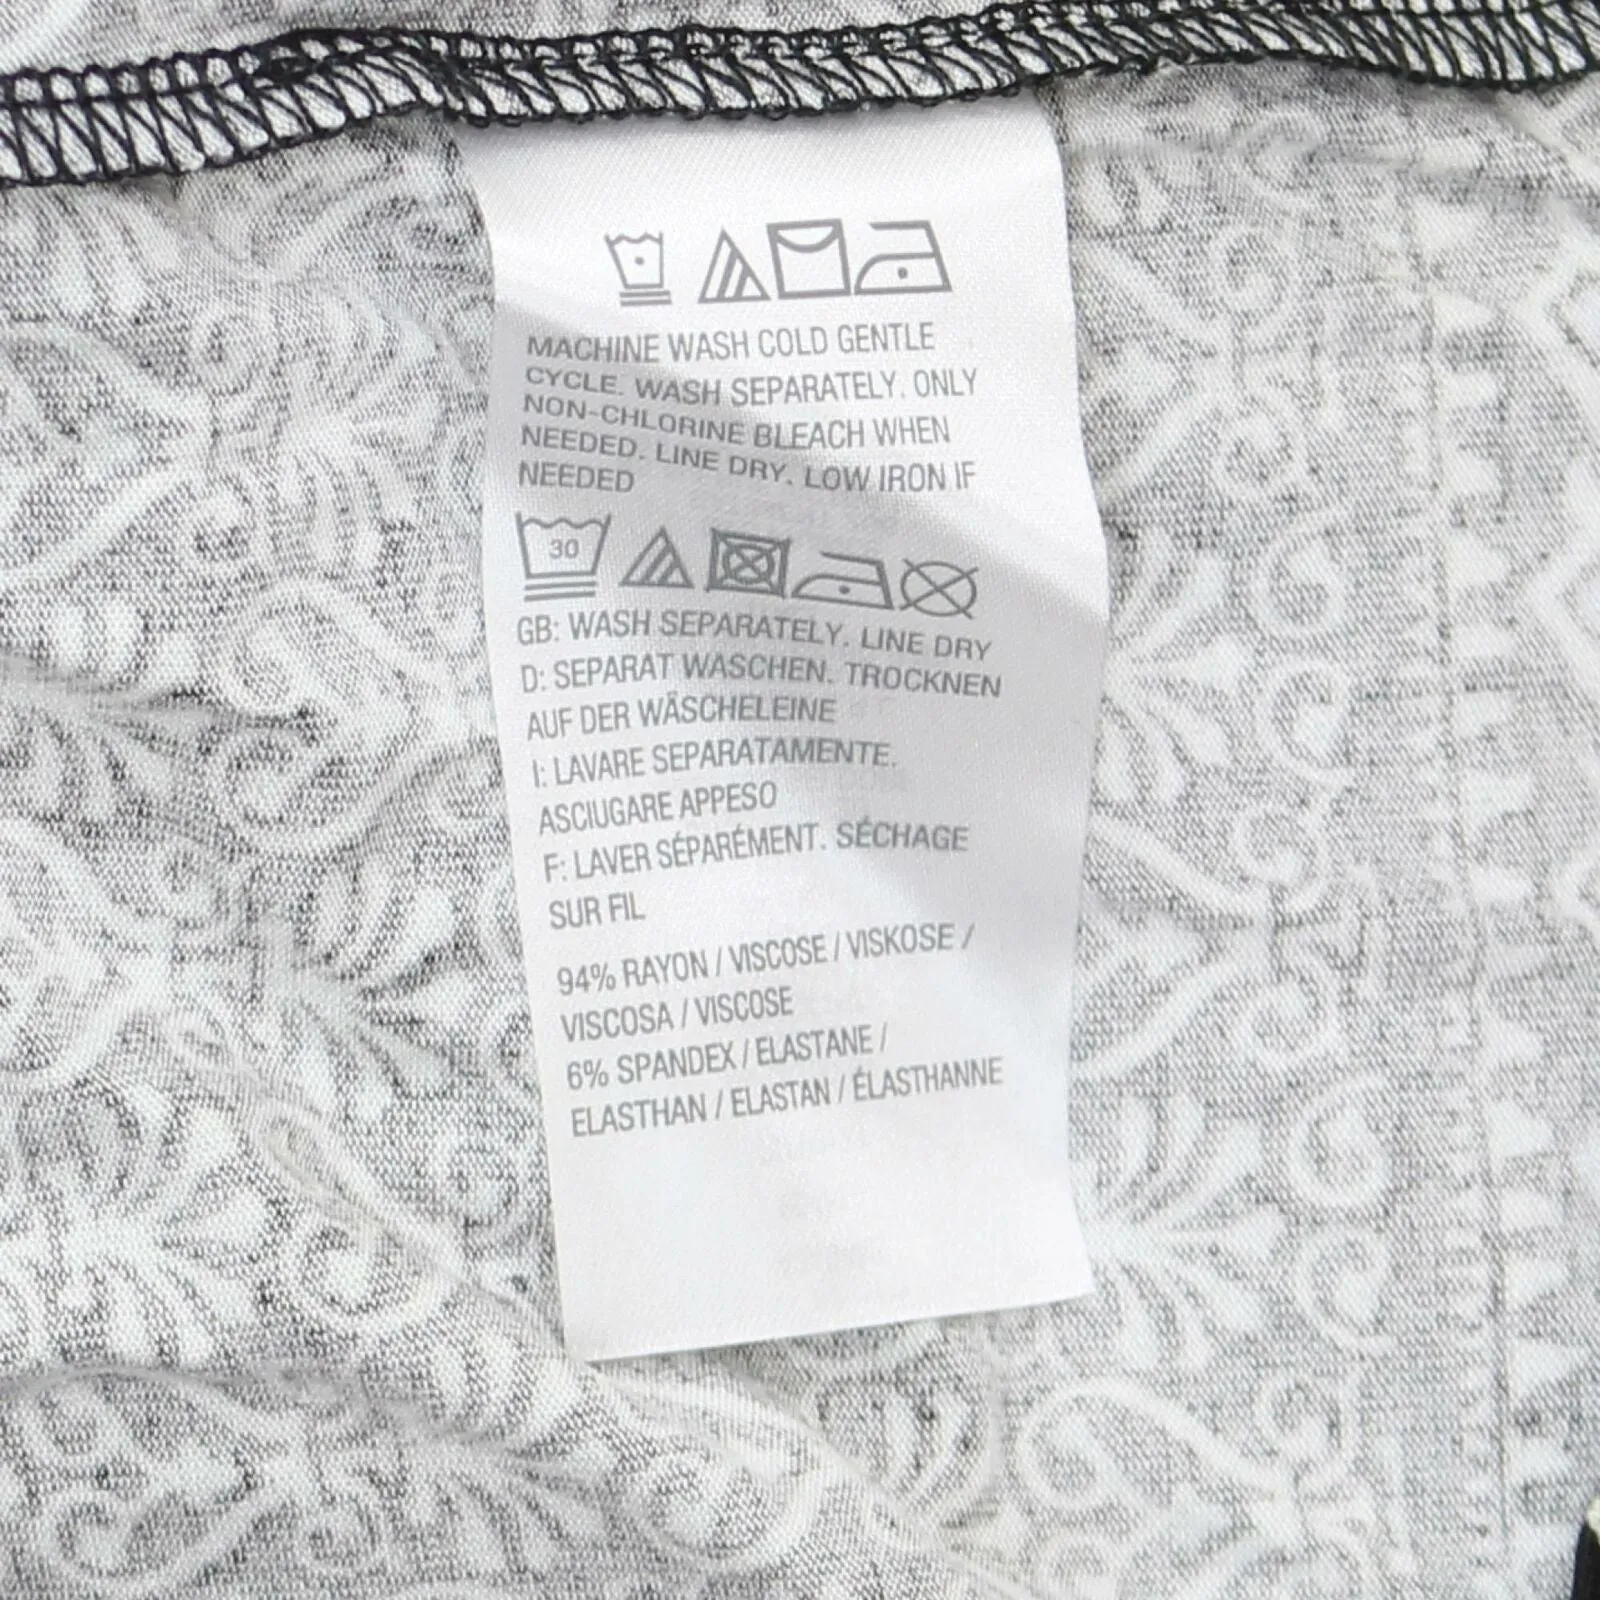 MACHINE WASH COLD GENTLE
CYCLE. WASH SEPARATELY. ONLY
NON-CHLORINE BLEACH WHEN
NEEDED. LINE DRY. LOW IRON IF
NEEDED
30
GB: WASH SEPARATELY. LINE DRY
D: SEPARAT WASCHEN. TROCKNEN
AUF DER WÄSCHELEINE
I: LAVARE SEPARATAMENTE.
ASCIUGARE APPESO
F: LAVER SÉPARÉMENT. SÉCHAGE
SUR FIL
94% RAYON / VISCOSE / VISKOSE /
VISCOSA / VISCOSE
6% SPANDEX / ELASTANE /
ELASTHAN / ELASTAN / ÉLASTHANNE